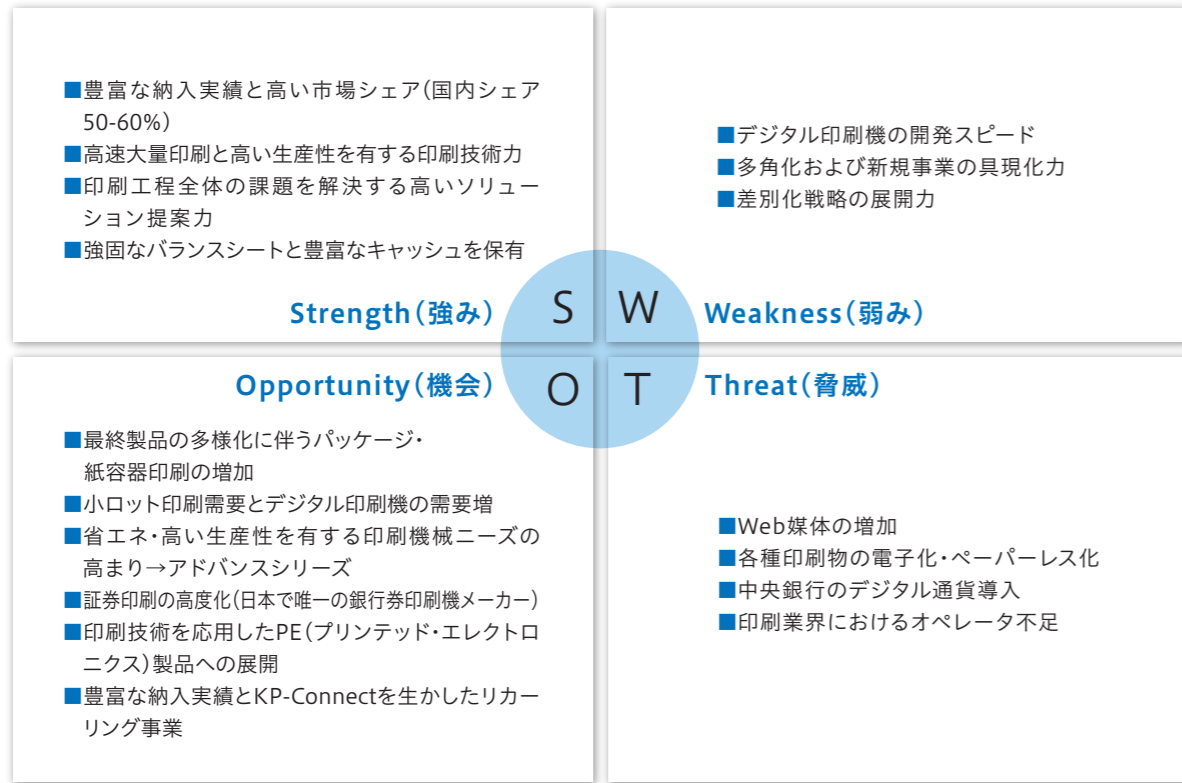 ■豊富な納入実績と高い市場シェア(国内シェア
50-60%)
■高速大量印刷と高い生産性を有する印刷技術力
■印刷工程全体の課題を解決する高いソリュー
ション提案力
■強固なバランスシートと豊富なキャッシュを保有
Strength(強み)
S
W
■デジタル印刷機の開発スピード
■多角化および新規事業の具現化力
■差別化戦略の展開力
Weakness(弱み)
Opportunity(機会)
O
T
■最終製品の多様化に伴うパッケージ・
紙容器印刷の増加
■小ロット印刷需要とデジタル印刷機の需要増
■省エネ・高い生産性を有する印刷機械ニーズの
高まり→アドバンスシリーズ
■証券印刷の高度化(日本で唯一の銀行券印刷機メーカー)
■印刷技術を応用したPE(プリンテッド・エレクトロ
ニクス)製品への展開
■豊富な納入実績とKP-Connectを生かしたリカー
リング事業
Threat(脅威)
■Web媒体の増加
■各種印刷物の電子化・ペーパーレス化
■中央銀行のデジタル通貨導入
■印刷業界におけるオペレータ不足